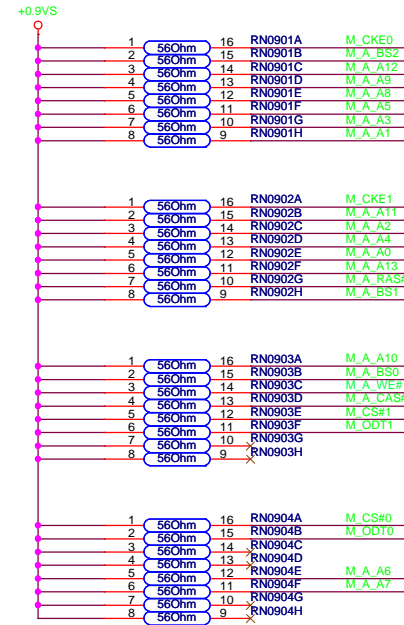 +0.9VS
1 56Ohm 16 RN0901A M_CKE0
2 56Ohm 15 RN0901B M_A_BS2
3 56Ohm 14 RN0901C M_A_A12
4 56Ohm 13 RN0901D M_A_A9
5 56Ohm 12 RN0901E M_A_A8
6 56Ohm 11 RN0901F M_A_A5
7 56Ohm 10 RN0901G M_A_A3
8 56Ohm 9 RN0901H M_A_A1
1 56Ohm 16 RN0902A M_CKE1
2 56Ohm 15 RN0902B M_A_A11
3 56Ohm 14 RN0902C M_A_A2
4 56Ohm 13 RN0902D M_A_A4
5 56Ohm 12 RN0902E M_A_A0
6 56Ohm 11 RN0902F M_A_A13
7 56Ohm 10 RN0902G M_A_RAS#
8 56Ohm 9 RN0902H M_A_BS1
1 56Ohm 16 RN0903A M_A_A10
2 56Ohm 15 RN0903B M_A_BS0
3 56Ohm 14 RN0903C M_A_WE#
4 56Ohm 13 RN0903D M_A_CAS#
5 56Ohm 12 RN0903E M_CS#1
6 56Ohm 11 RN0903F M_ODT1
7 56Ohm 10 RN0903G
8 56Ohm 9 RN0903H
1 56Ohm 16 RN0904A M_CS#0
2 56Ohm 15 RN0904B M_ODT0
3 56Ohm 14 RN0904C
4 56Ohm 13 RN0904D
5 56Ohm 12 RN0904E M_A_A6
6 56Ohm 11 RN0904F M_A_A7
7 56Ohm 10 RN0904G
8 56Ohm 9 RN0904H